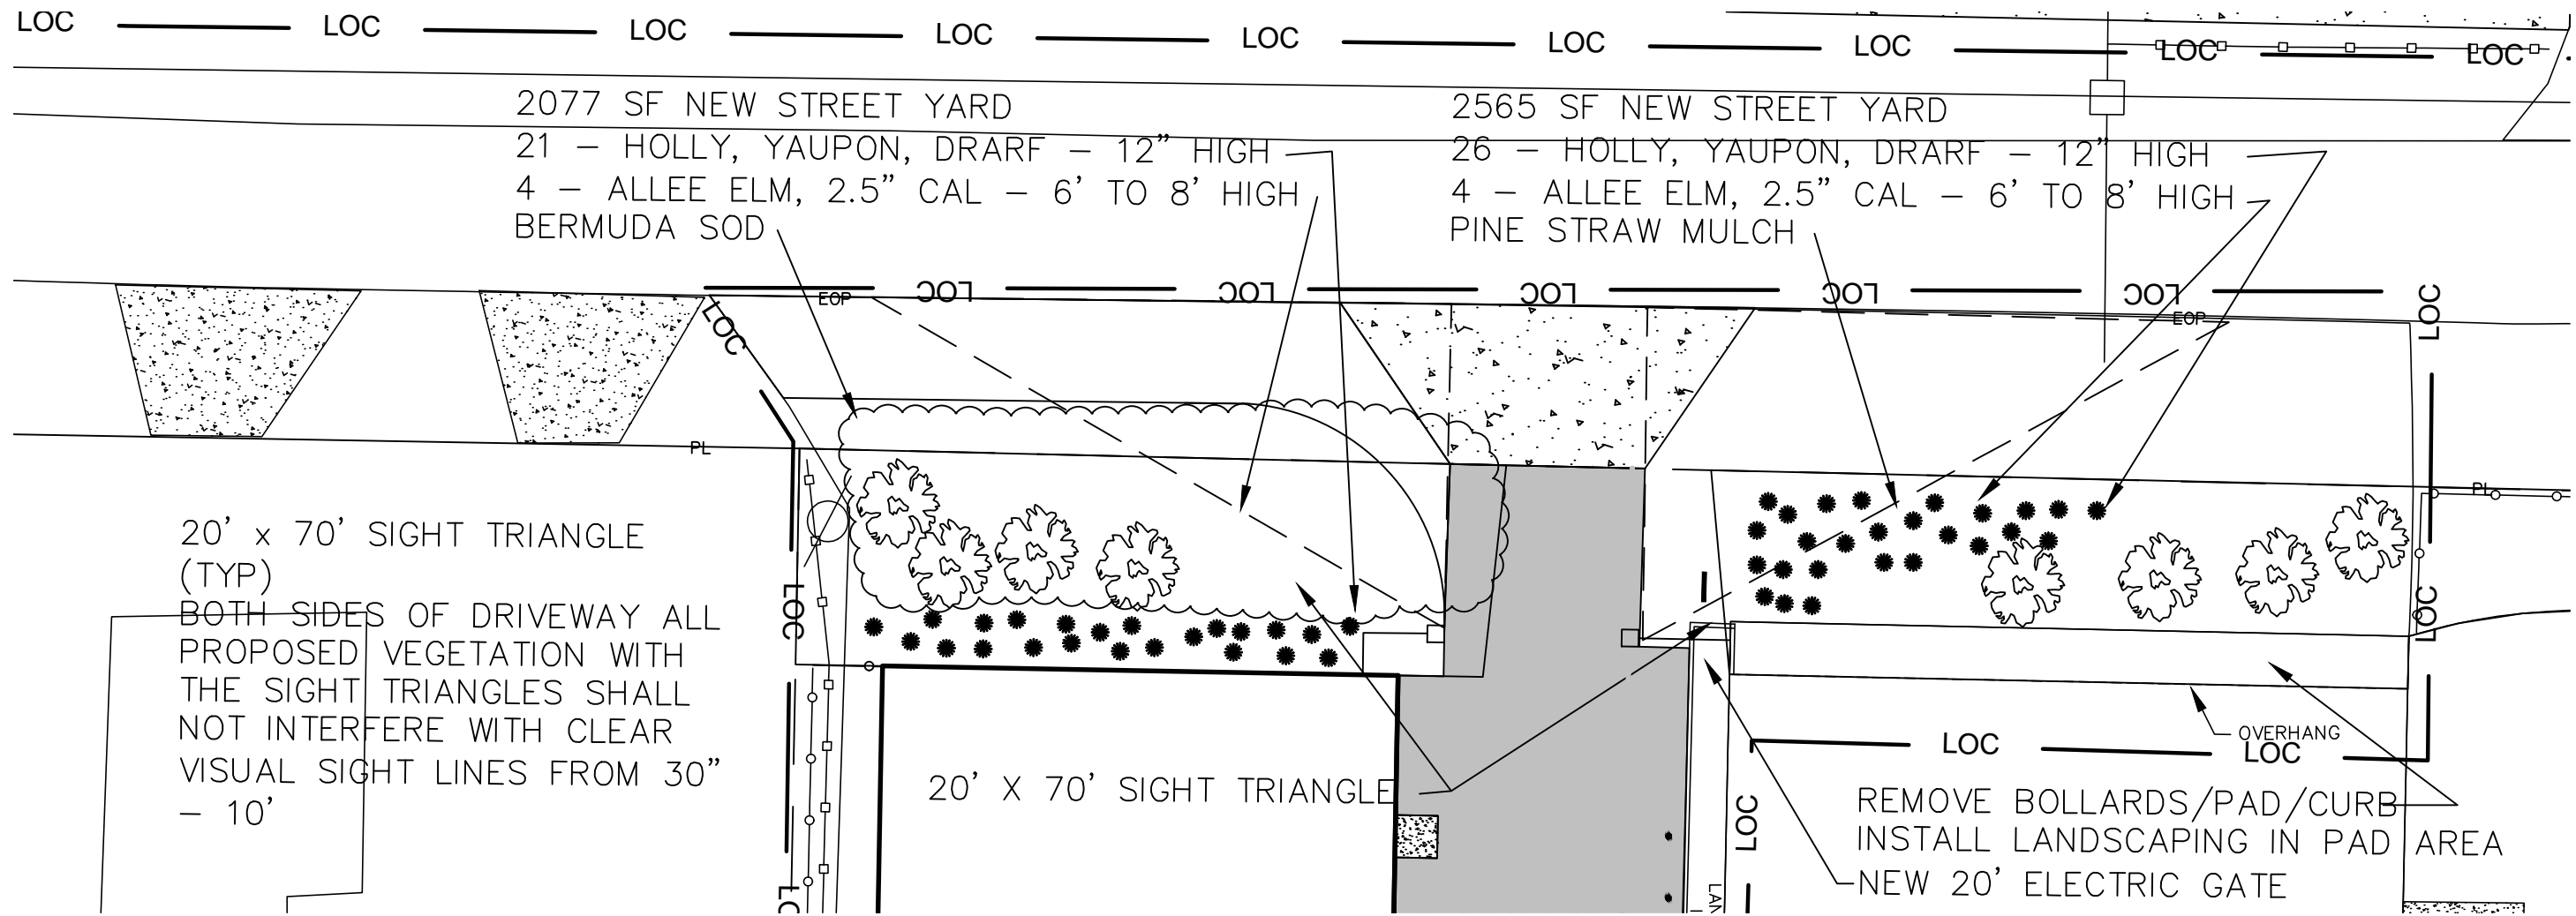 LOC LOC LOC LOC LOC LOC LOC LOC LOC
2077 SF NEW STREET YARD
21 – HOLLY, YAUPON, DRARF – 12" HIGH
4 – ALLEE ELM, 2.5" CAL – 6' TO 8' HIGH
BERMUDA SOD
2565 SF NEW STREET YARD
26 – HOLLY, YAUPON, DRARF – 12" HIGH
4 – ALLEE ELM, 2.5" CAL – 6' TO 8' HIGH
PINE STRAW MULCH
LOC LOC LOC LOC LOC LOC
EOP EOP
LOC
PL PL
20' x 70' SIGHT TRIANGLE
(TYP)
BOTH SIDES OF DRIVEWAY ALL
PROPOSED VEGETATION WITH
THE SIGHT TRIANGLES SHALL
NOT INTERFERE WITH CLEAR
VISUAL SIGHT LINES FROM 30"
– 10'
LOC
LOC
20' X 70' SIGHT TRIANGLE
OVERHANG
LOC LOC
LOC
REMOVE BOLLARDS/PAD/CURB
INSTALL LANDSCAPING IN PAD AREA
NEW 20' ELECTRIC GATE